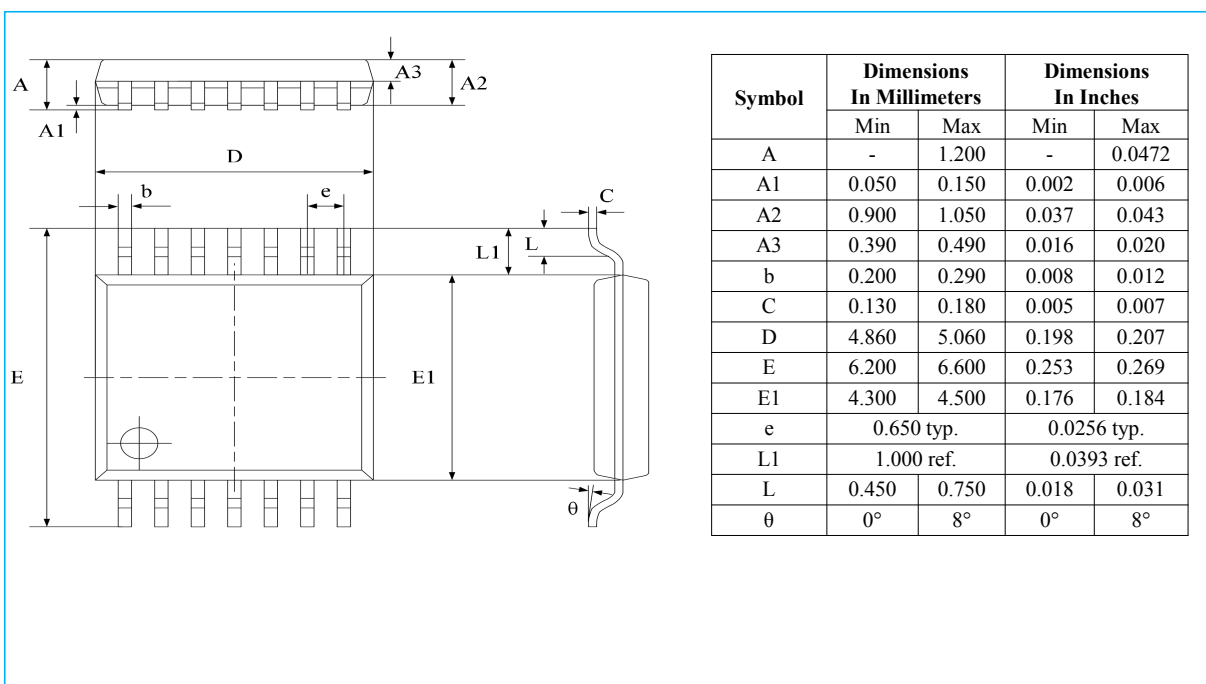 A
A1
A3
A2
D
b
e
C
L1
L
E
E1
θ
Symbol Dimensions In Millimeters Dimensions In Inches
Min Max Min Max
A - 1.200 - 0.0472
A1 0.050 0.150 0.002 0.006
A2 0.900 1.050 0.037 0.043
A3 0.390 0.490 0.016 0.020
b 0.200 0.290 0.008 0.012
C 0.130 0.180 0.005 0.007
D 4.860 5.060 0.198 0.207
E 6.200 6.600 0.253 0.269
E1 4.300 4.500 0.176 0.184
e 0.650 typ. 0.0256 typ.
L1 1.000 ref. 0.0393 ref.
L 0.450 0.750 0.018 0.031
θ 0° 8° 0° 8°